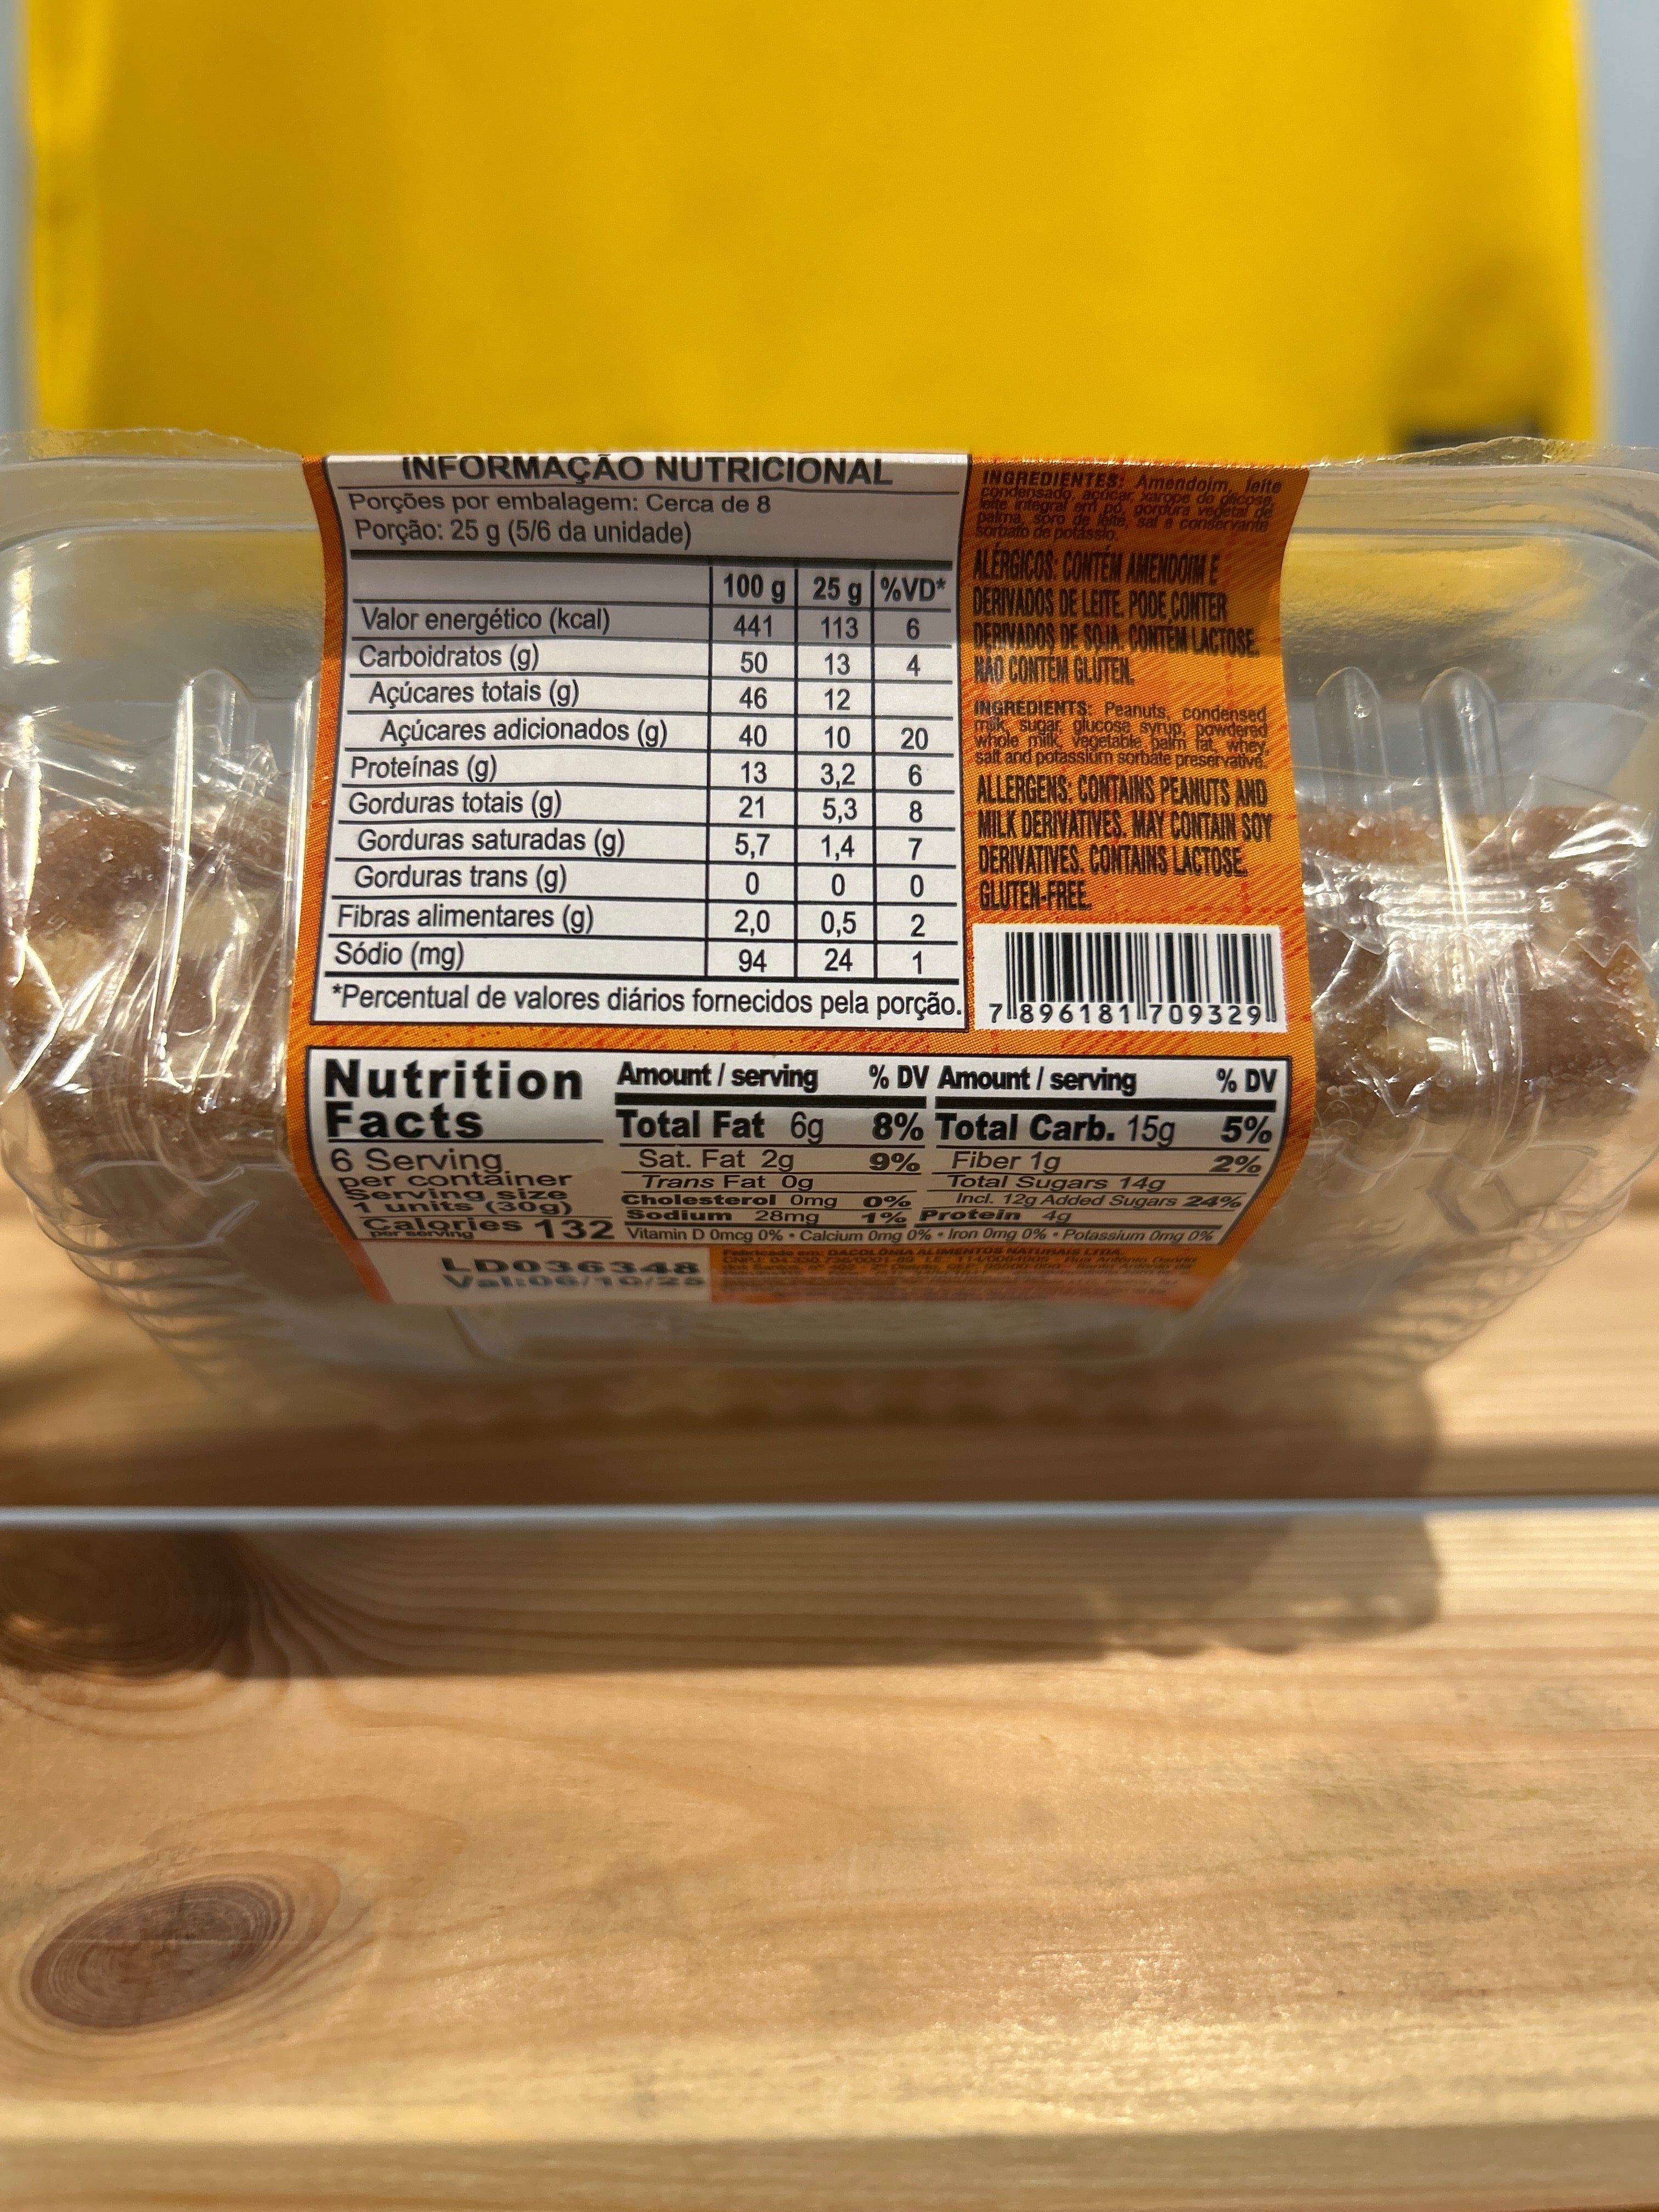 INFORMAÇÃO NUTRICIONAL
Porções por embalagem: Cerca de 8
Porção: 25 g (5/6 da unidade)
100 g 25 g %VD*
Valor energético (kcal) 441 113 6
Carboidratos (g) 50 13 4
Açúcares totais (g) 46 12
Açúcares adicionados (g) 40 10 20
Proteínas (g) 13 3,2 6
Gorduras totais (g) 21 5,3 8
Gorduras saturadas (g) 5,7 1,4 7
Gorduras trans (g) 0 0 0
Fibras alimentares (g) 2,0 0,5 2
Sódio (mg) 94 24 1
*Percentual de valores diários fornecidos pela porção.
INGREDIENTES: Amendoim, leite
condensado, açúcar, xarope de glicose,
leite integral em pó, gordura vegetal de
palma, soro de leite, sal e conservante
sorbato de potássio.
ALÉRGICOS: CONTÉM AMENDOIM E
DERIVADOS DE LEITE. PODE CONTER
DERIVADOS DE SOJA. CONTÉM LACTOSE.
NÃO CONTÉM GLÚTEN.
INGREDIENTS: Peanuts, condensed
milk, sugar, glucose syrup, powdered
whole milk, vegetable palm fat, whey,
salt and potassium sorbate preservative.
ALLERGENS: CONTAINS PEANUTS AND
MILK DERIVATIVES. MAY CONTAIN SOY
DERIVATIVES. CONTAINS LACTOSE.
GLUTEN-FREE.
7 896181 709329
Nutrition
Facts
6 Serving
per container
Serving size
1 units (30g)
Calories 132
per serving
Amount / serving % DV
Total Fat 6g 8%
Sat. Fat 2g 9%
Trans Fat 0g
Cholesterol 0mg 0%
Sodium 28mg 1%
Amount / serving % DV
Total Carb. 15g 5%
Fiber 1g 2%
Total Sugars 14g
Incl. 12g Added Sugars 24%
Protein 4g
Vitamin D 0mcg 0% • Calcium 0mg 0% • Iron 0mg 0% • Potassium 0mg 0%
LD036348
Val:06/10/25
Fabricado em: DACOLÔNIA ALIMENTOS NATURAIS LTDA.